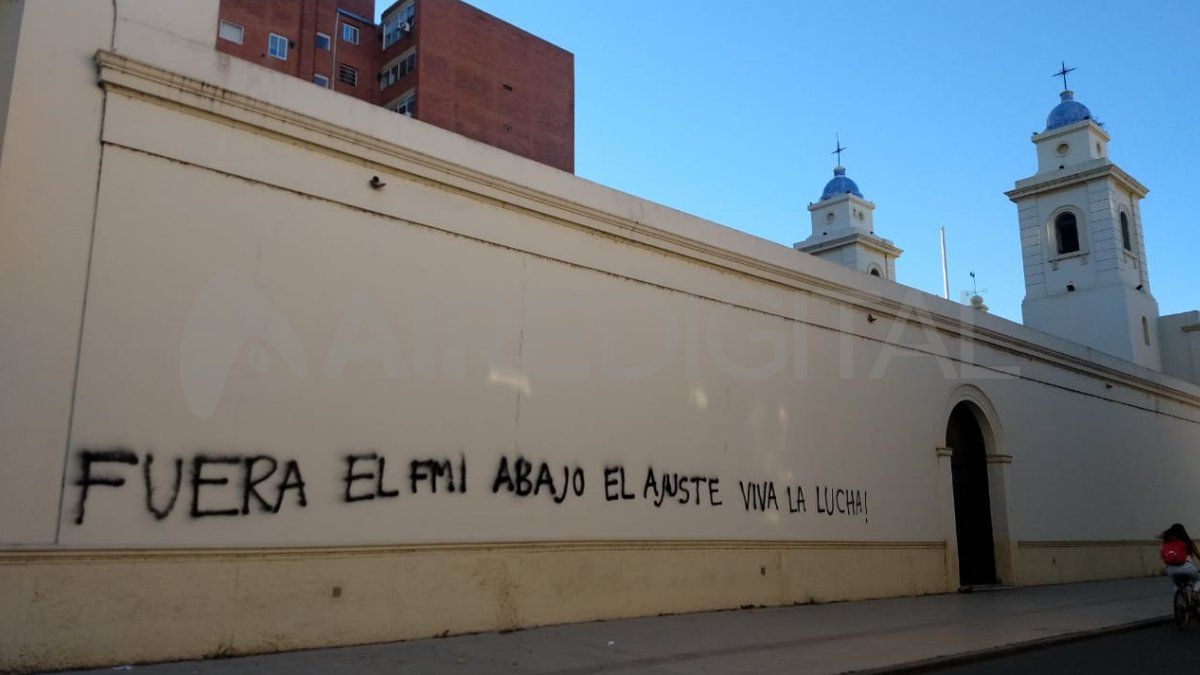 AIREDIGITAL
FUERA EL FMI ABAJO EL AJUSTE VIVA LA LUCHA!